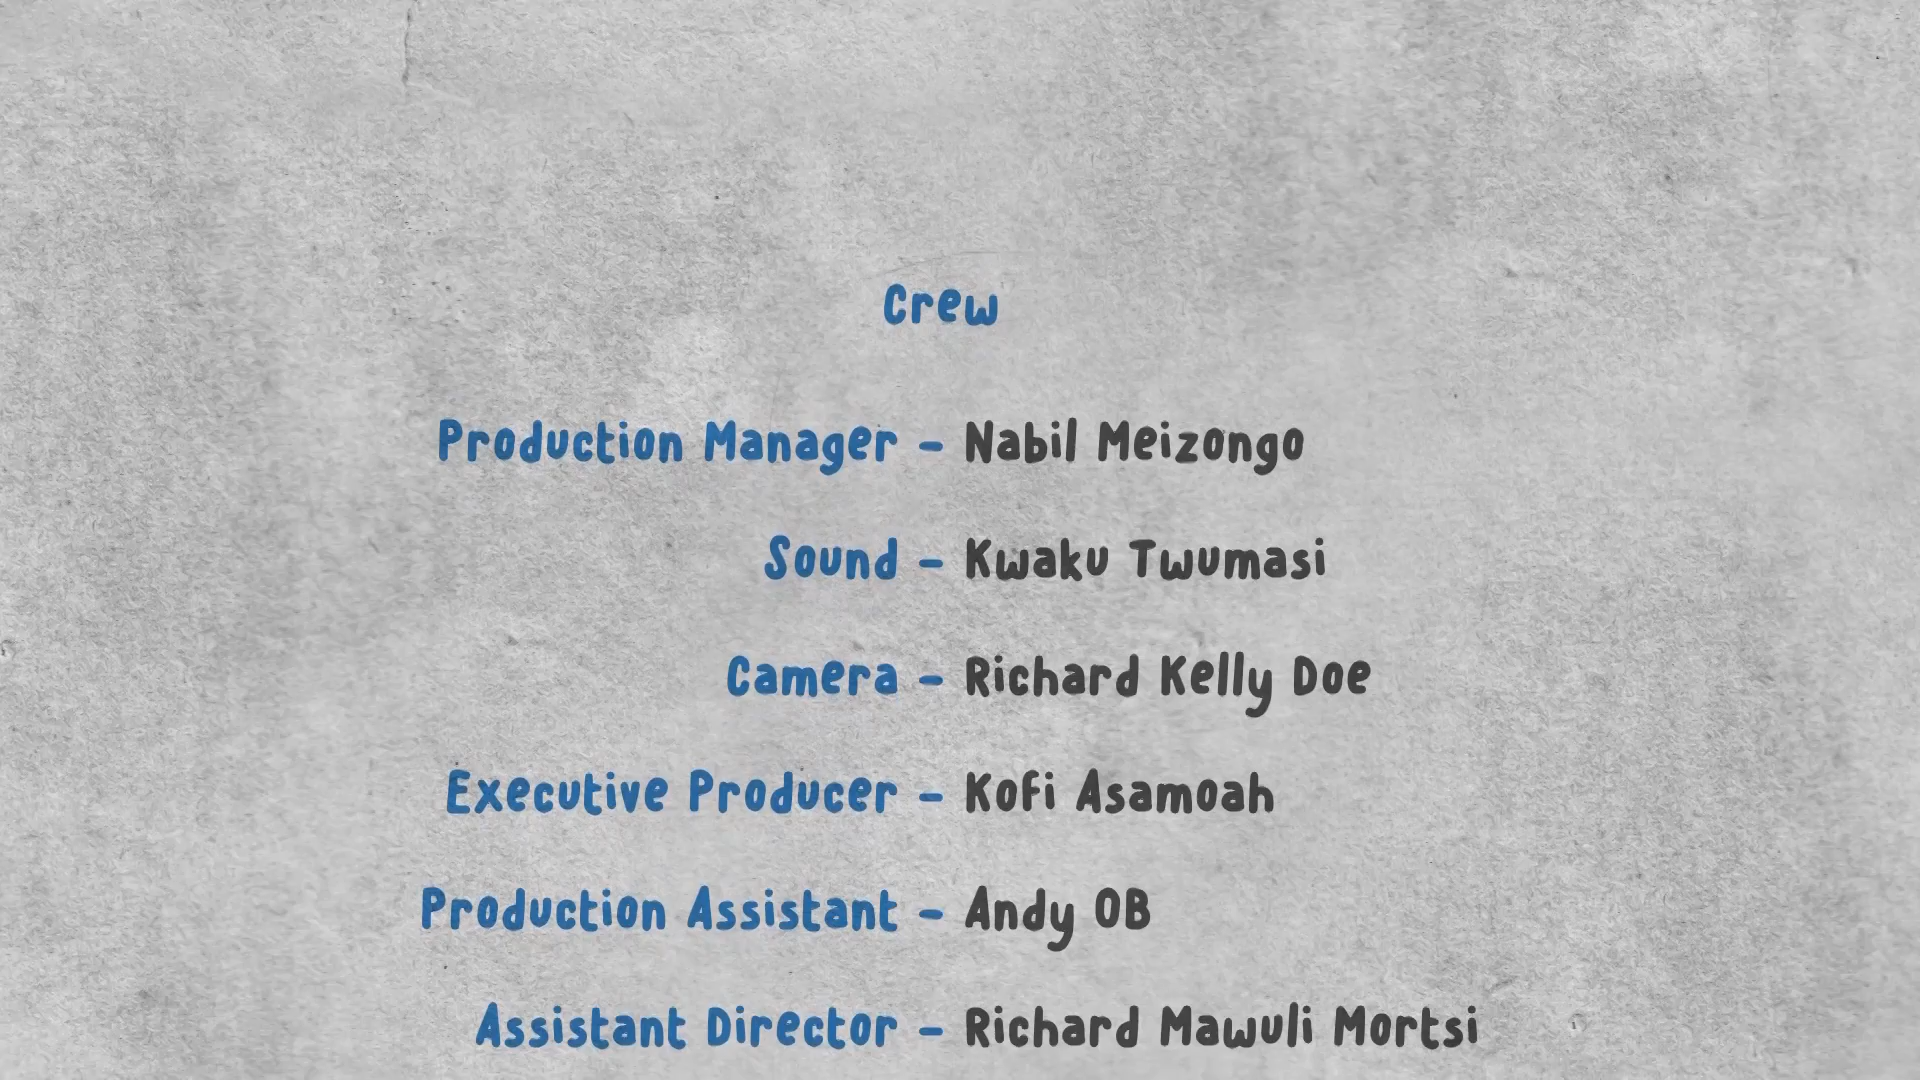 Crew
Production Manager - Nabil Meizongo
Sound - Kwaku Twumasi
Camera - Richard Kelly Doe
Executive Producer - Kofi Asamoah
Production Assistant - Andy OB
Assistant Director - Richard Mawuli Mortsi